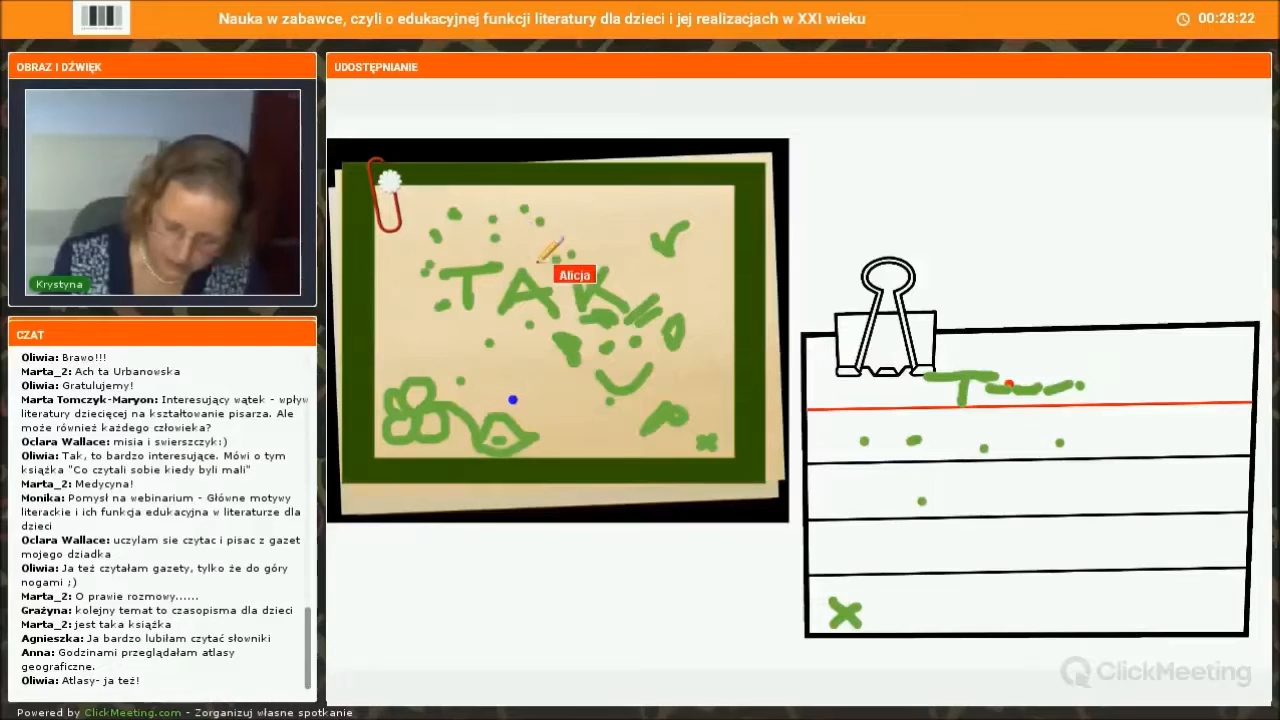 Nauka w zabawce, czyli o edukacyjnej funkcji literatury dla dzieci i jej realizacjach w XXI wieku
00:28:22
OBRAZ I DŹWIĘK
Krystyna
CZAT
Oliwia: Brawo!!!
Marta_2: Ach ta Urbanowska
Oliwia: Gratulujemy!
Marta Tomczyk-Maryon: Interesujący wątek - wpływ
literatury dziecięcej na kształtowanie pisarza. Ale
może również każdego człowieka?
Oclara Wallace: misia i swierszczyk:)
Oliwia: Tak, to bardzo interesujące. Mówi o tym
książka "Co czytali sobie kiedy byli mali"
Marta_2: Medycyna!
Monika: Pomysł na webinarium - Główne motywy
literackie i ich funkcja edukacyjna w literaturze dla
dzieci
Oclara Wallace: uczylam sie czytac i pisac z gazet
mojego dziadka
Oliwia: Ja też czytałam gazety, tylko że do góry
nogami ;)
Marta_2: O prawie rozmowy......
Grażyna: kolejny temat to czasopisma dla dzieci
Marta_2: jest taka książka
Agnieszka: Ja bardzo lubiłam czytać słowniki
Anna: Godzinami przeglądałam atlasy
geograficzne.
Oliwia: Atlasy- ja też!
Powered by ClickMeeting.com - Zorganizuj własne spotkanie
UDOSTĘPNIANIE
Alicja
TAK
ClickMeeting